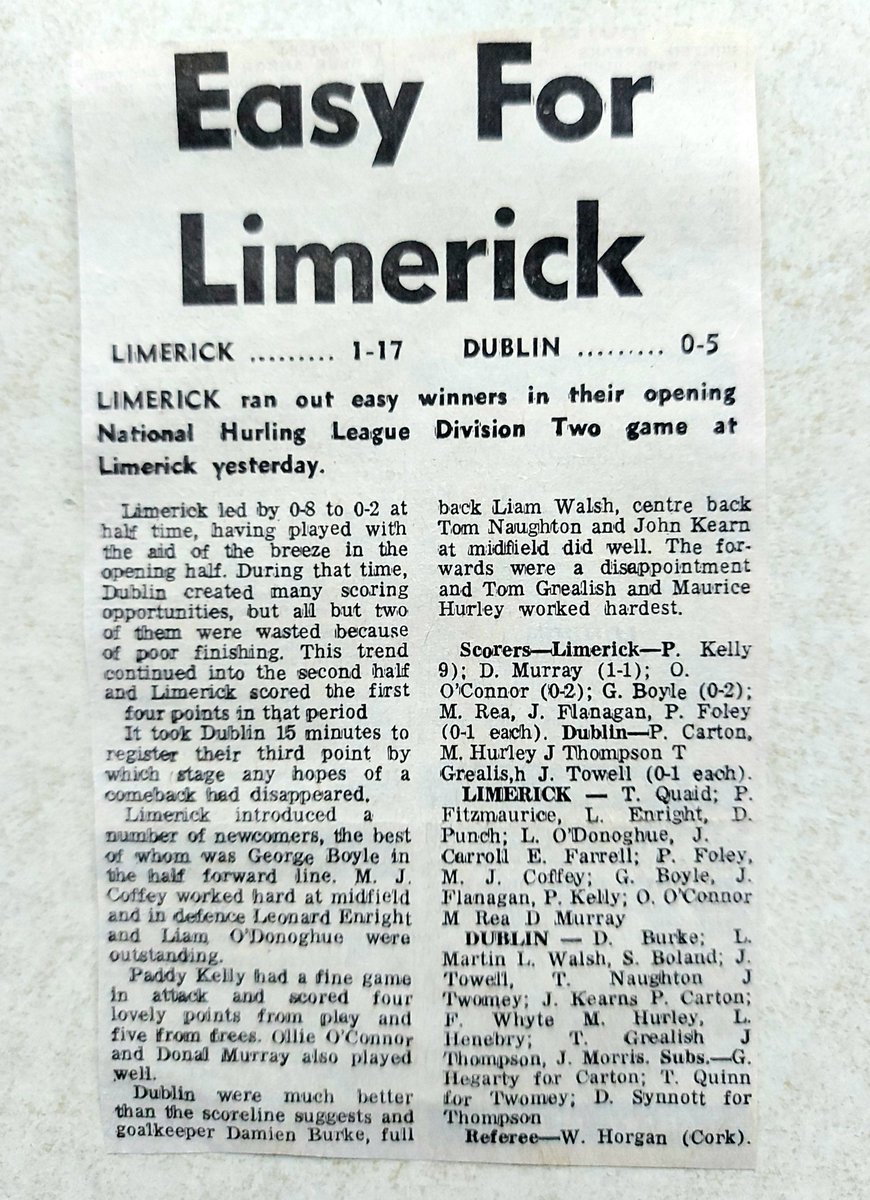 Easy For
Limerick
LIMERICK ......... 1-17 DUBLIN ......... 0-5
LIMERICK ran out easy winners in their opening
National Hurling League Division Two game at
Limerick yesterday.
Limerick led by 0-8 to 0-2 at
half time, having played with
the aid of the breeze in the
opening half. During that time,
Dublin created many scoring
opportunities, but all but two
of them were wasted because
of poor finishing. This trend
continued into the second half
and Limerick scored the first
four points in that period
It took Dublin 15 minutes to
register their third point by
which stage any hopes of a
comeback had disappeared.
Limerick introduced a
number of newcomers, the best
of whom was George Boyle in
the half forward line. M. J.
Coffey worked hard at midfield
and in defence Leonard Enright
and Liam O'Donoghue were
outstanding.
Paddy Kelly had a fine game
in attack and scored four
lovely points from play and
five from frees. Ollie O'Connor
and Donal Murray also played
well.
Dublin were much better
than the scoreline suggests and
goalkeeper Damien Burke, full
back Liam Walsh, centre back
Tom Naughton and John Kearn
at midfield did well. The for-
wards were a disappointment
and Tom Grealish and Maurice
Hurley worked hardest.
Scorers—Limerick—P. Kelly
9); D. Murray (1-1); O.
O'Connor (0-2); G. Boyle (0-2);
M. Rea, J. Flanagan, P. Foley
(0-1 each). Dublin—P. Carton,
M. Hurley J Thompson T
Grealis,h J. Towell (0-1 each).
LIMERICK — T. Quaid; P.
Fitzmaurice, L. Enright, D.
Punch; L. O'Donoghue, J.
Carroll E. Farrell; P. Foley,
M. J. Coffey; G. Boyle, J.
Flanagan, P. Kelly; O. O'Connor
M Rea D Murray
DUBLIN — D. Burke; L.
Martin L. Walsh, S. Boland; J.
Towell, T. Naughton J
Twomey; J. Kearns P. Carton;
F. Whyte M. Hurley, L.
Henebry; T. Grealish J
Thompson, J. Morris. Subs.—G.
Hegarty for Carton; T. Quinn
for Twomey; D. Synnott for
Thompson
Referee—W. Horgan (Cork).